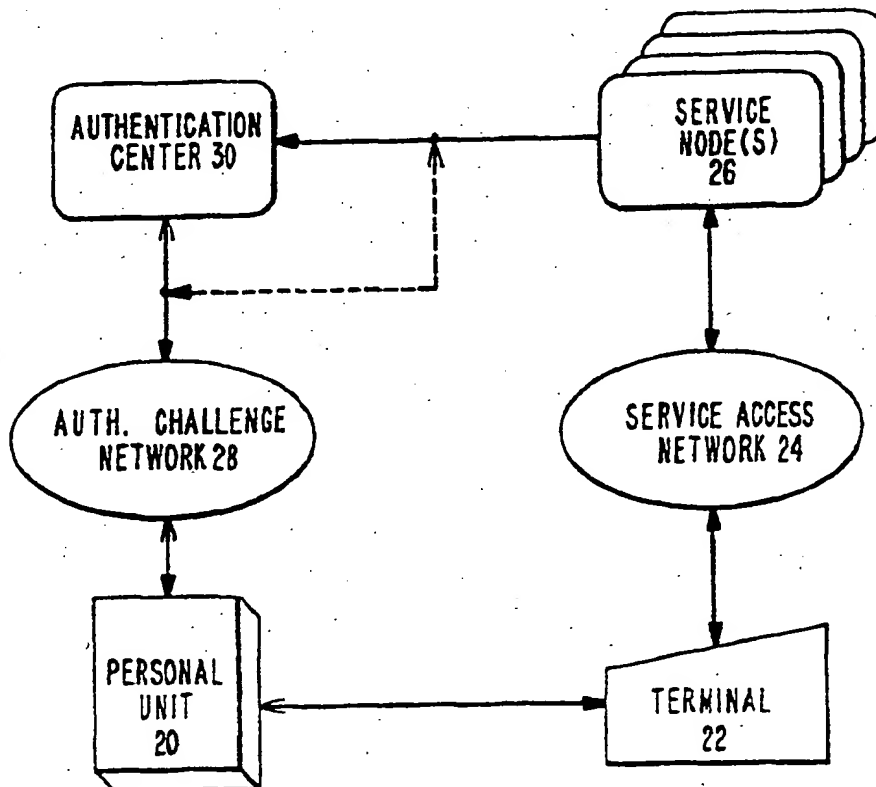 AUTHENTICATION
CENTER 30
SERVICE
NODE(S)
26
AUTH. CHALLENGE
NETWORK 28
SERVICE ACCESS
NETWORK 24
PERSONAL
UNIT
20
TERMINAL
22